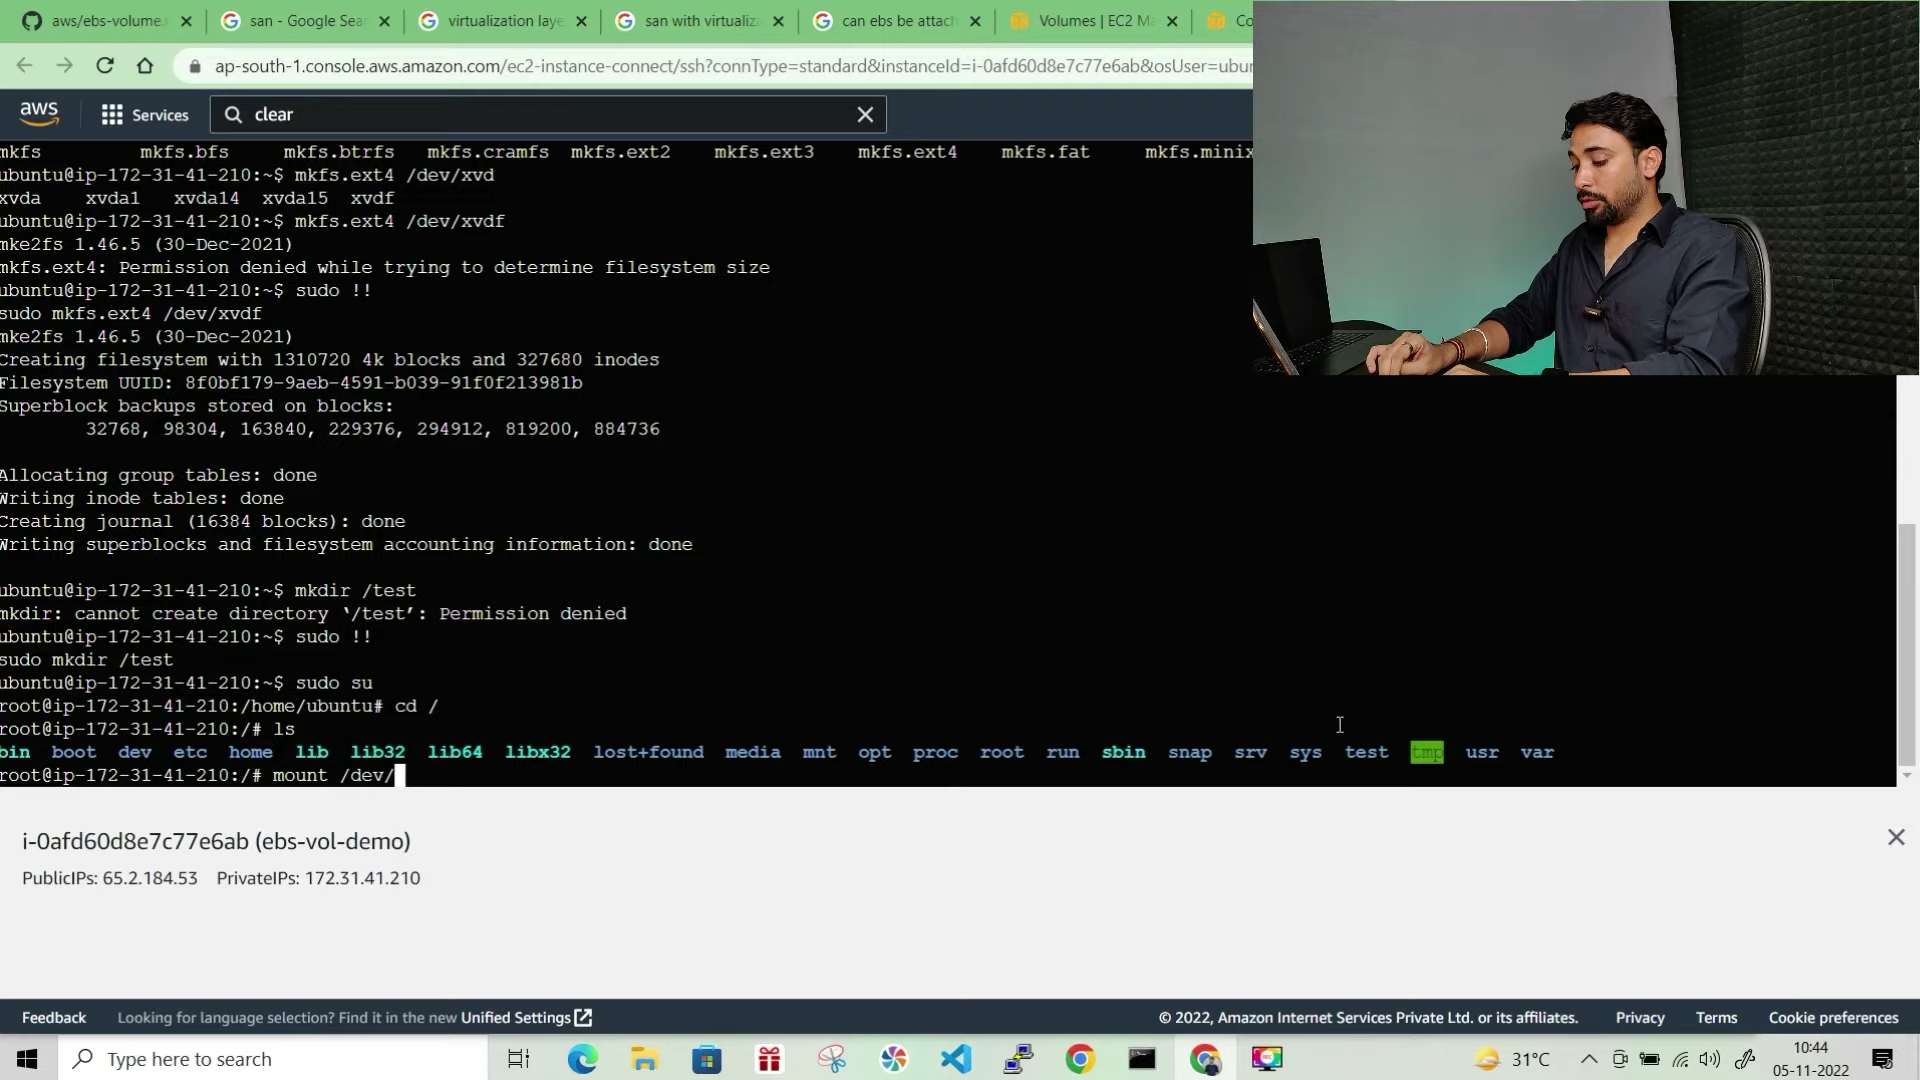 aws/ebs-volume.
san - Google Sear
virtualization laye
san with virtualiza
can ebs be attach
Volumes | EC2 Ma
Co
ap-south-1.console.aws.amazon.com/ec2-instance-connect/ssh?connType=standard&instanceId=i-0afd60d8e7c77e6ab&osUser=ubun
aws Services clear
mkfs mkfs.bfs mkfs.btrfs mkfs.cramfs mkfs.ext2 mkfs.ext3 mkfs.ext4 mkfs.fat mkfs.minix
ubuntu@ip-172-31-41-210:~$ mkfs.ext4 /dev/xvd
xvda xvda1 xvda14 xvda15 xvdf
ubuntu@ip-172-31-41-210:~$ mkfs.ext4 /dev/xvdf
mke2fs 1.46.5 (30-Dec-2021)
mkfs.ext4: Permission denied while trying to determine filesystem size
ubuntu@ip-172-31-41-210:~$ sudo !!
sudo mkfs.ext4 /dev/xvdf
mke2fs 1.46.5 (30-Dec-2021)
Creating filesystem with 1310720 4k blocks and 327680 inodes
Filesystem UUID: 8f0bf179-9aeb-4591-b039-91f0f213981b
Superblock backups stored on blocks:
32768, 98304, 163840, 229376, 294912, 819200, 884736
Allocating group tables: done
Writing inode tables: done
Creating journal (16384 blocks): done
Writing superblocks and filesystem accounting information: done
ubuntu@ip-172-31-41-210:~$ mkdir /test
mkdir: cannot create directory ‘/test’: Permission denied
ubuntu@ip-172-31-41-210:~$ sudo !!
sudo mkdir /test
ubuntu@ip-172-31-41-210:~$ sudo su
root@ip-172-31-41-210:/home/ubuntu# cd /
root@ip-172-31-41-210:/# ls
bin boot dev etc home lib lib32 lib64 libx32 lost+found media mnt opt proc root run sbin snap srv sys test tmp usr var
root@ip-172-31-41-210:/# mount /dev/
i-0afd60d8e7c77e6ab (ebs-vol-demo)
PublicIPs: 65.2.184.53 PrivateIPs: 172.31.41.210
Feedback Looking for language selection? Find it in the new Unified Settings © 2022, Amazon Internet Services Private Ltd. or its affiliates. Privacy Terms Cookie preferences
Type here to search
31°C
10:44
05-11-2022